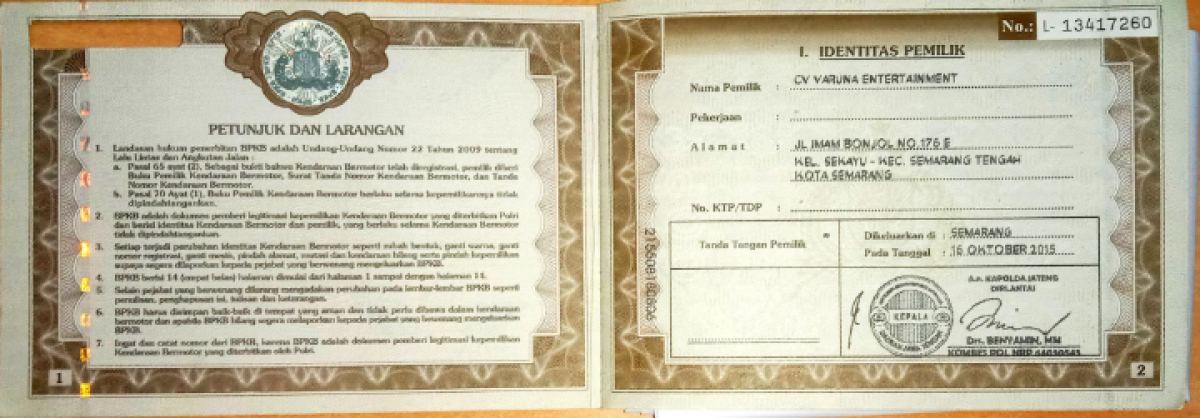 PETUNJUK DAN LARANGAN
1. Landasan hukum penerbitan BPKB adalah Undang-Undang Nomor 22 Tahun 2009 tentang
Lalu Lintas dan Angkutan Jalan :
a. Pasal 65 ayat (2), Sebagai bukti bahwa Kendaraan Bermotor telah diregistrasi, pemilik diberi
Buku Pemilik Kendaraan Bermotor, Surat Tanda Nomor Kendaraan Bermotor, dan Tanda
Nomor Kendaraan Bermotor.
b. Pasal 70 Ayat (1), Buku Pemilik Kendaraan Bermotor berlaku selama kepemilikannya tidak
dipindahtangankan.
2. BPKB adalah dokumen pemberi legitimasi kepemilikan Kendaraan Bermotor yang diterbitkan Polri
dan berisi identitas Kendaraan Bermotor dan pemilik, yang berlaku selama Kendaraan Bermotor
tidak dipindahtangankan.
3. Setiap terjadi perubahan identitas Kendaraan Bermotor seperti rubah bentuk, ganti warna, ganti
nomor registrasi, ganti mesin, pindah alamat, mutasi dan kendaraan hilang serta pindah kepemilikan
supaya segera dilaporkan kepada pejabat yang berwenang mengeluarkan BPKB.
4. BPKB berisi 14 (empat belas) halaman dimulai dari halaman 1 sampai dengan halaman 14.
5. Selain pejabat yang berwenang dilarang mengadakan perubahan pada lembar-lembar BPKB seperti
penulisan, penghapusan isi, tulisan dan keterangan.
6. BPKB harus disimpan baik-baik di tempat yang aman dan tidak perlu dibawa dalam kendaraan
bermotor dan apabila BPKB hilang segera melaporkan kepada pejabat yang berwenang mengeluarkan
BPKB.
7. Ingat dan catat nomor dari BPKB, karena BPKB adalah dokumen pemberi legitimasi kepemilikan
Kendaraan Bermotor yang diterbitkan oleh Polri.
1
No.: L- 13417260
I. IDENTITAS PEMILIK
Nama Pemilik : CV VARUNA ENTERTAINMENT
Pekerjaan :
Alamat : JL IMAM BONJOL NO.176 E
KEL. SEKAYU - KEC. SEMARANG TENGAH
KOTA SEMARANG
No. KTP/TDP :
Tanda Tangan Pemilik
Dikeluarkan di : SEMARANG
Pada Tanggal : 16 OKTOBER 2015
A.n. KAPOLDA JATENG
DIRLANTAS
KEPALA
Drs. BENYAMIN, MM
KOMBES POL NRP
2